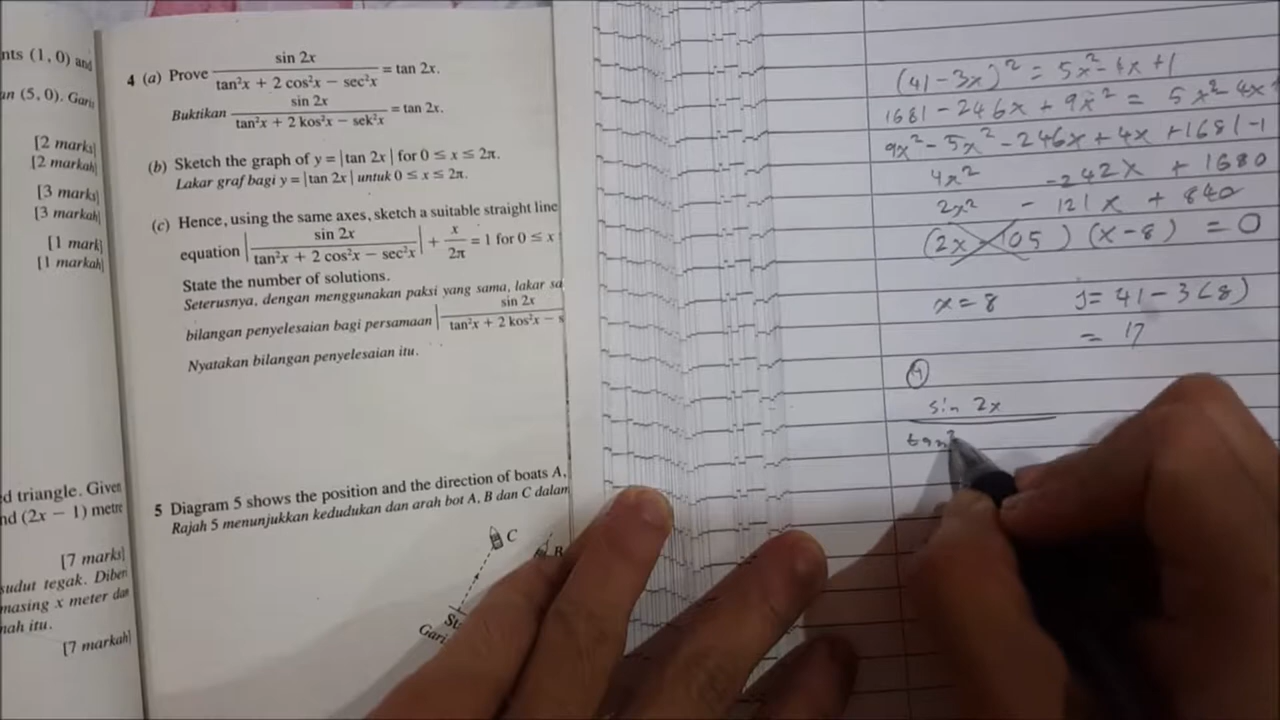 nts (1, 0) and
an (5, 0). Garis
[2 marks]
[2 markah]
[3 marks]
[3 markah]
[1 mark]
[1 markah]
d triangle. Given
nd (2x − 1) metre
[7 marks]
sudut tegak. Diberi
masing x meter dan
nah itu.
[7 markah]
4 (a) Prove sin 2x / (tan²x + 2 cos²x − sec²x) = tan 2x.
Buktikan sin 2x / (tan²x + 2 kos²x − sek²x) = tan 2x.
(b) Sketch the graph of y = |tan 2x| for 0 ≤ x ≤ 2π.
Lakar graf bagi y = |tan 2x| untuk 0 ≤ x ≤ 2π.
(c) Hence, using the same axes, sketch a suitable straight line
equation |sin 2x / (tan²x + 2 cos²x − sec²x)| + x/2π = 1 for 0 ≤ x
State the number of solutions.
Seterusnya, dengan menggunakan paksi yang sama, lakar sa
bilangan penyelesaian bagi persamaan |sin 2x / (tan²x + 2 kos²x − s
Nyatakan bilangan penyelesaian itu.
5 Diagram 5 shows the position and the direction of boats A,
Rajah 5 menunjukkan kedudukan dan arah bot A, B dan C dalam
C
B
Gari
(41 − 3x)² = 5x² − 4x + 1
1681 − 246x + 9x² = 5x² − 4x +
9x² − 5x² − 246x + 4x + 1681 − 1
4x² − 242x + 1680
2x² − 121x + 840
(2x − 105) (x − 8) = 0
x = 8 y = 41 − 3(8)
= 17
4
sin 2x
tan²